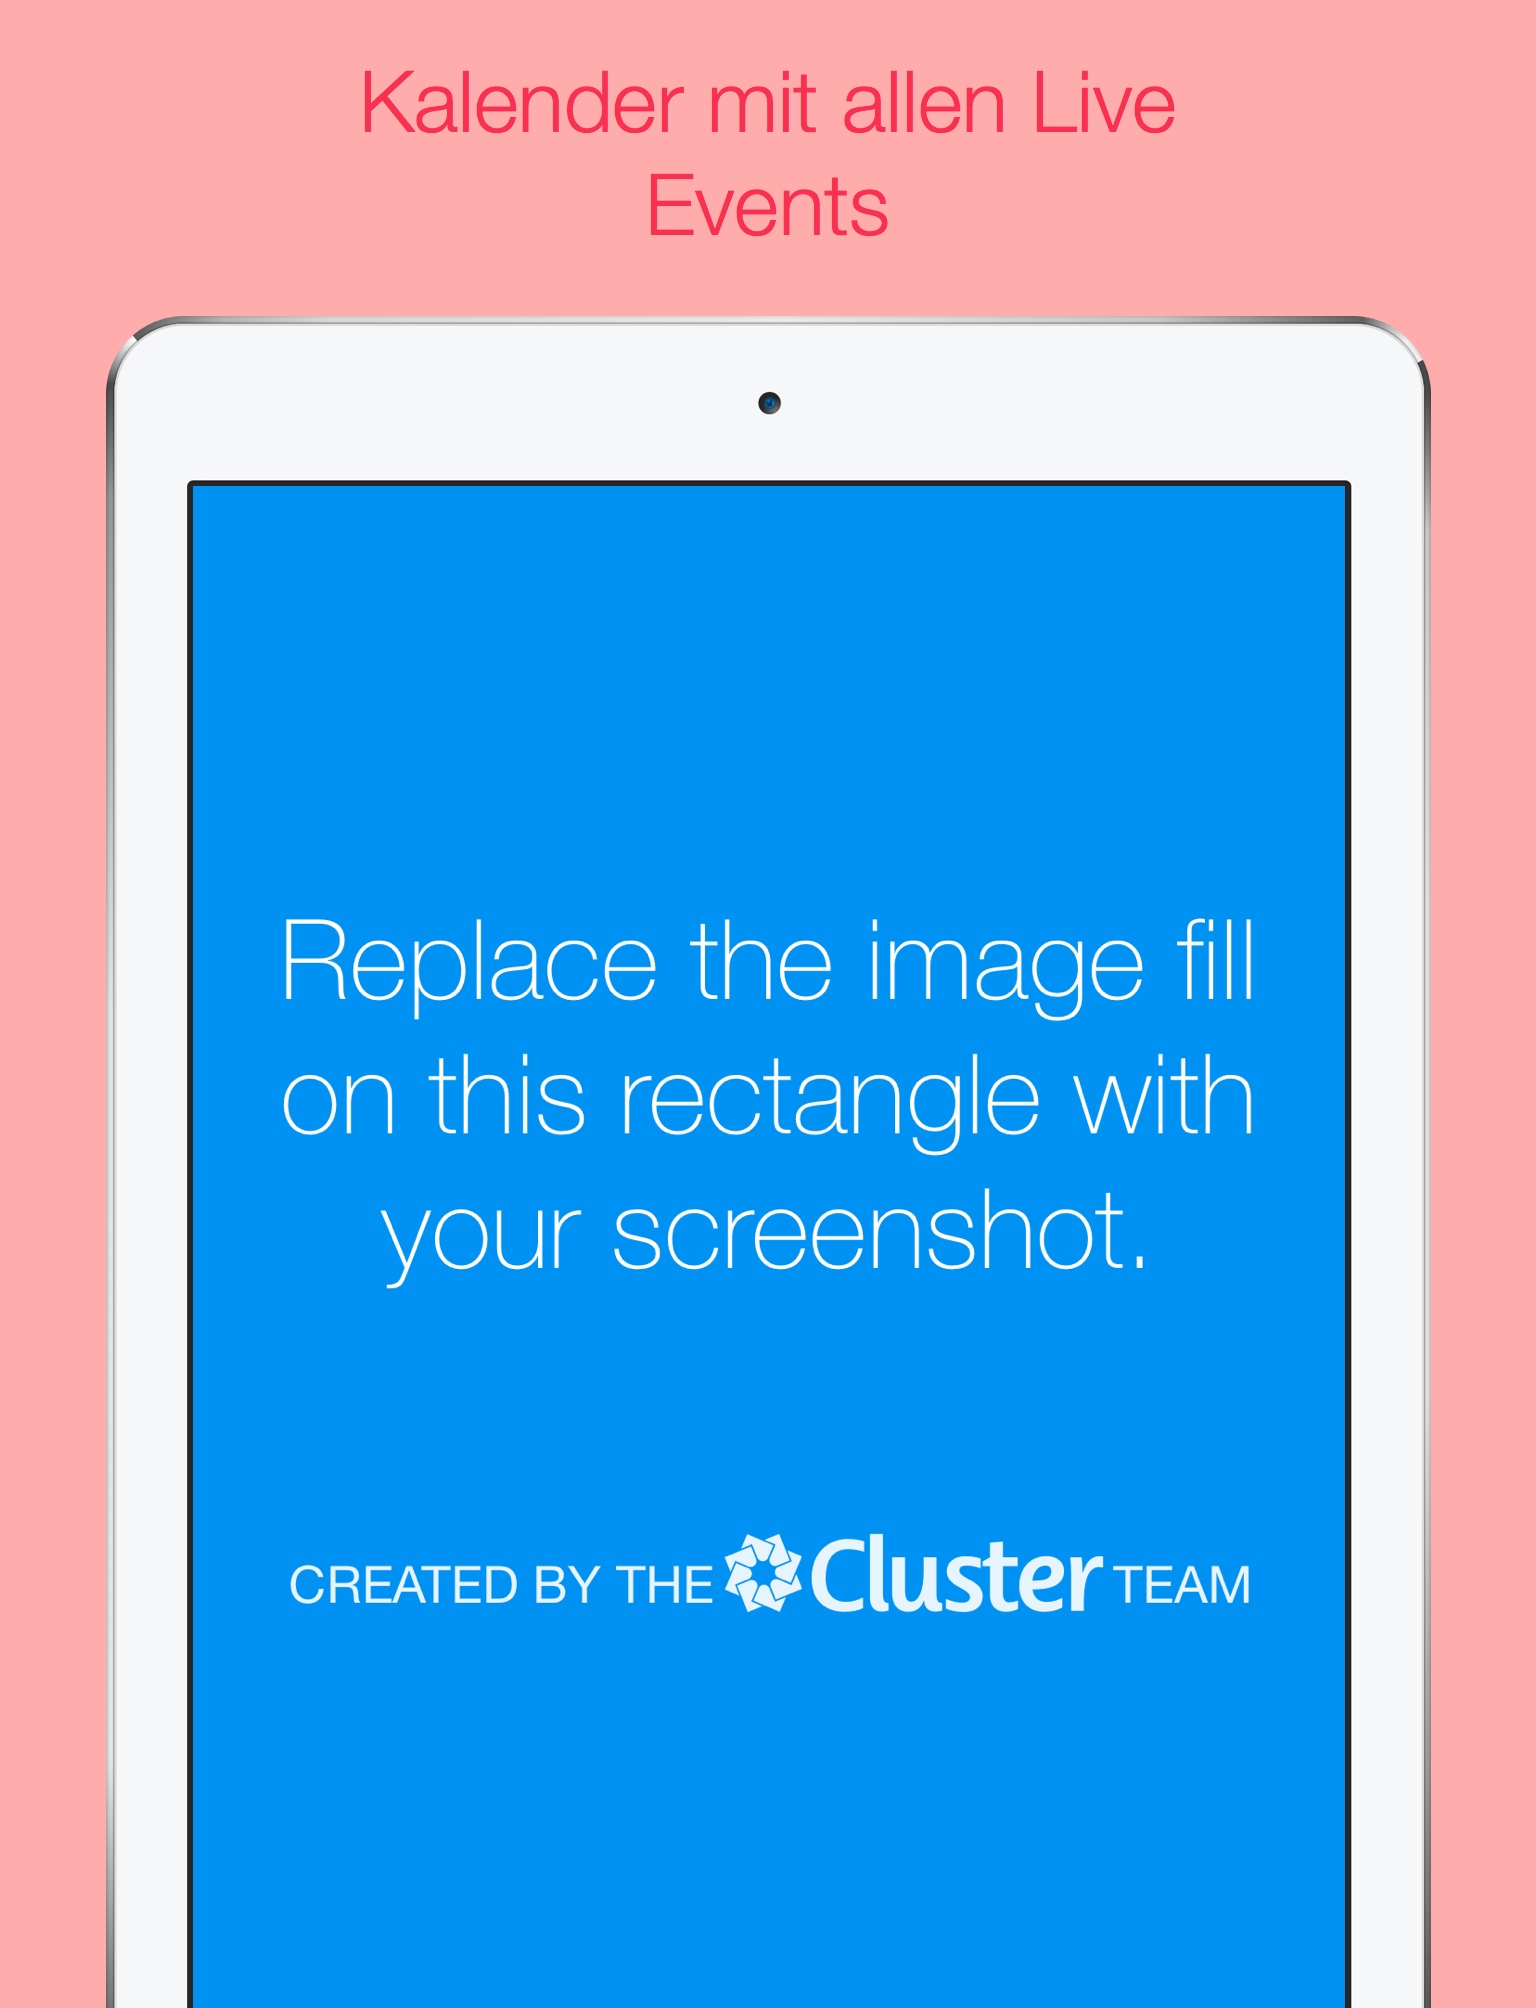 Kalender mit allen Live
Events
Replace the image fill
on this rectangle with
your screenshot.
CREATED BY THE Cluster TEAM